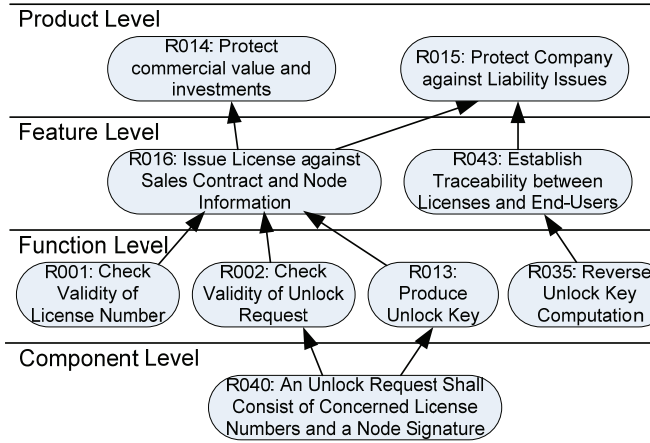 Product Level
R014: Protect
commercial value and
investments
R015: Protect Company
against Liability Issues
Feature Level
R016: Issue License against
Sales Contract and Node
Information
R043: Establish
Traceability between
Licenses and End-Users
Function Level
R001: Check
Validity of
License Number
R002: Check
Validity of Unlock
Request
R013:
Produce
Unlock Key
R035: Reverse
Unlock Key
Computation
Component Level
R040: An Unlock Request Shall
Consist of Concerned License
Numbers and a Node Signature